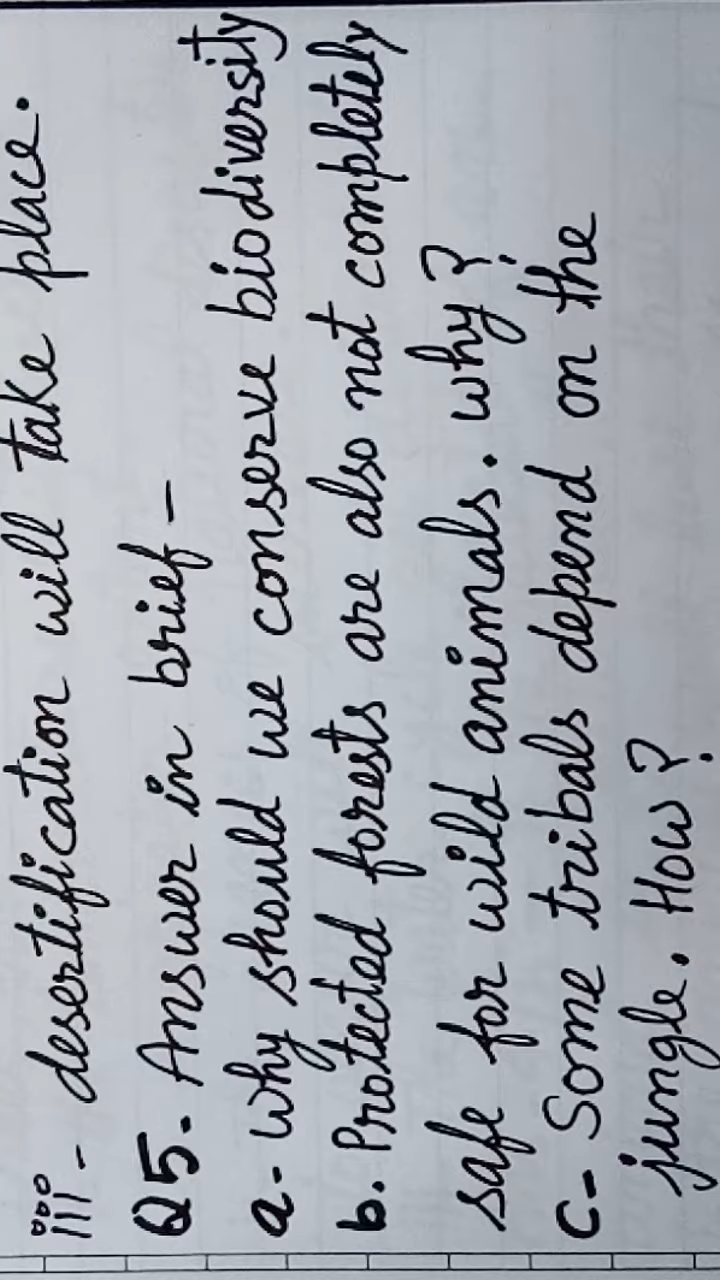 iii- desertification will take place.
Q5. Answer in brief-
a- Why should we conserve biodiversity
b. Protected forests are also not completely
safe for wild animals. why?
C- Some tribals depend on the
jungle. How?